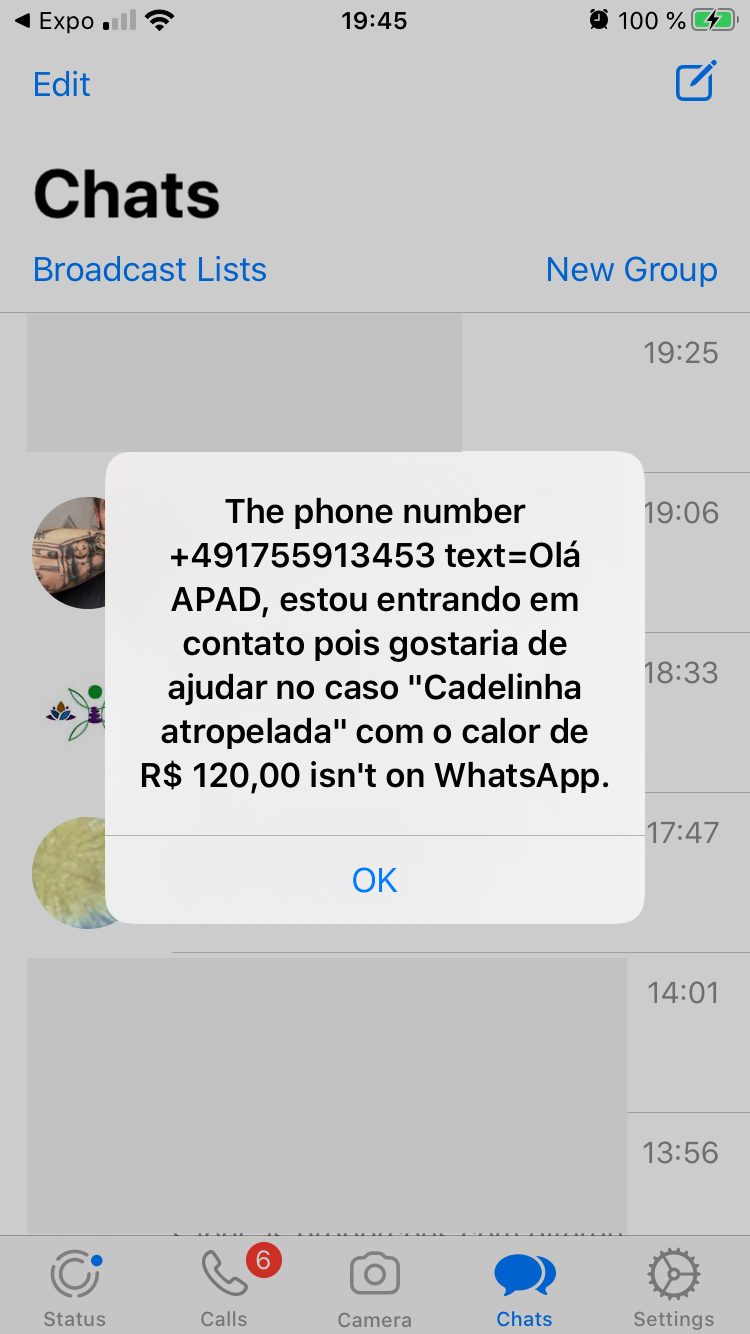 Expo
19:45
100 %
Edit
Chats
Broadcast Lists
New Group
19:25
The phone number
+491755913453 text=Olá
APAD, estou entrando em
contato pois gostaria de
ajudar no caso "Cadelinha
atropelada" com o calor de
R$ 120,00 isn't on WhatsApp.
OK
19:06
18:33
17:47
14:01
13:56
6
Status
Calls
Camera
Chats
Settings